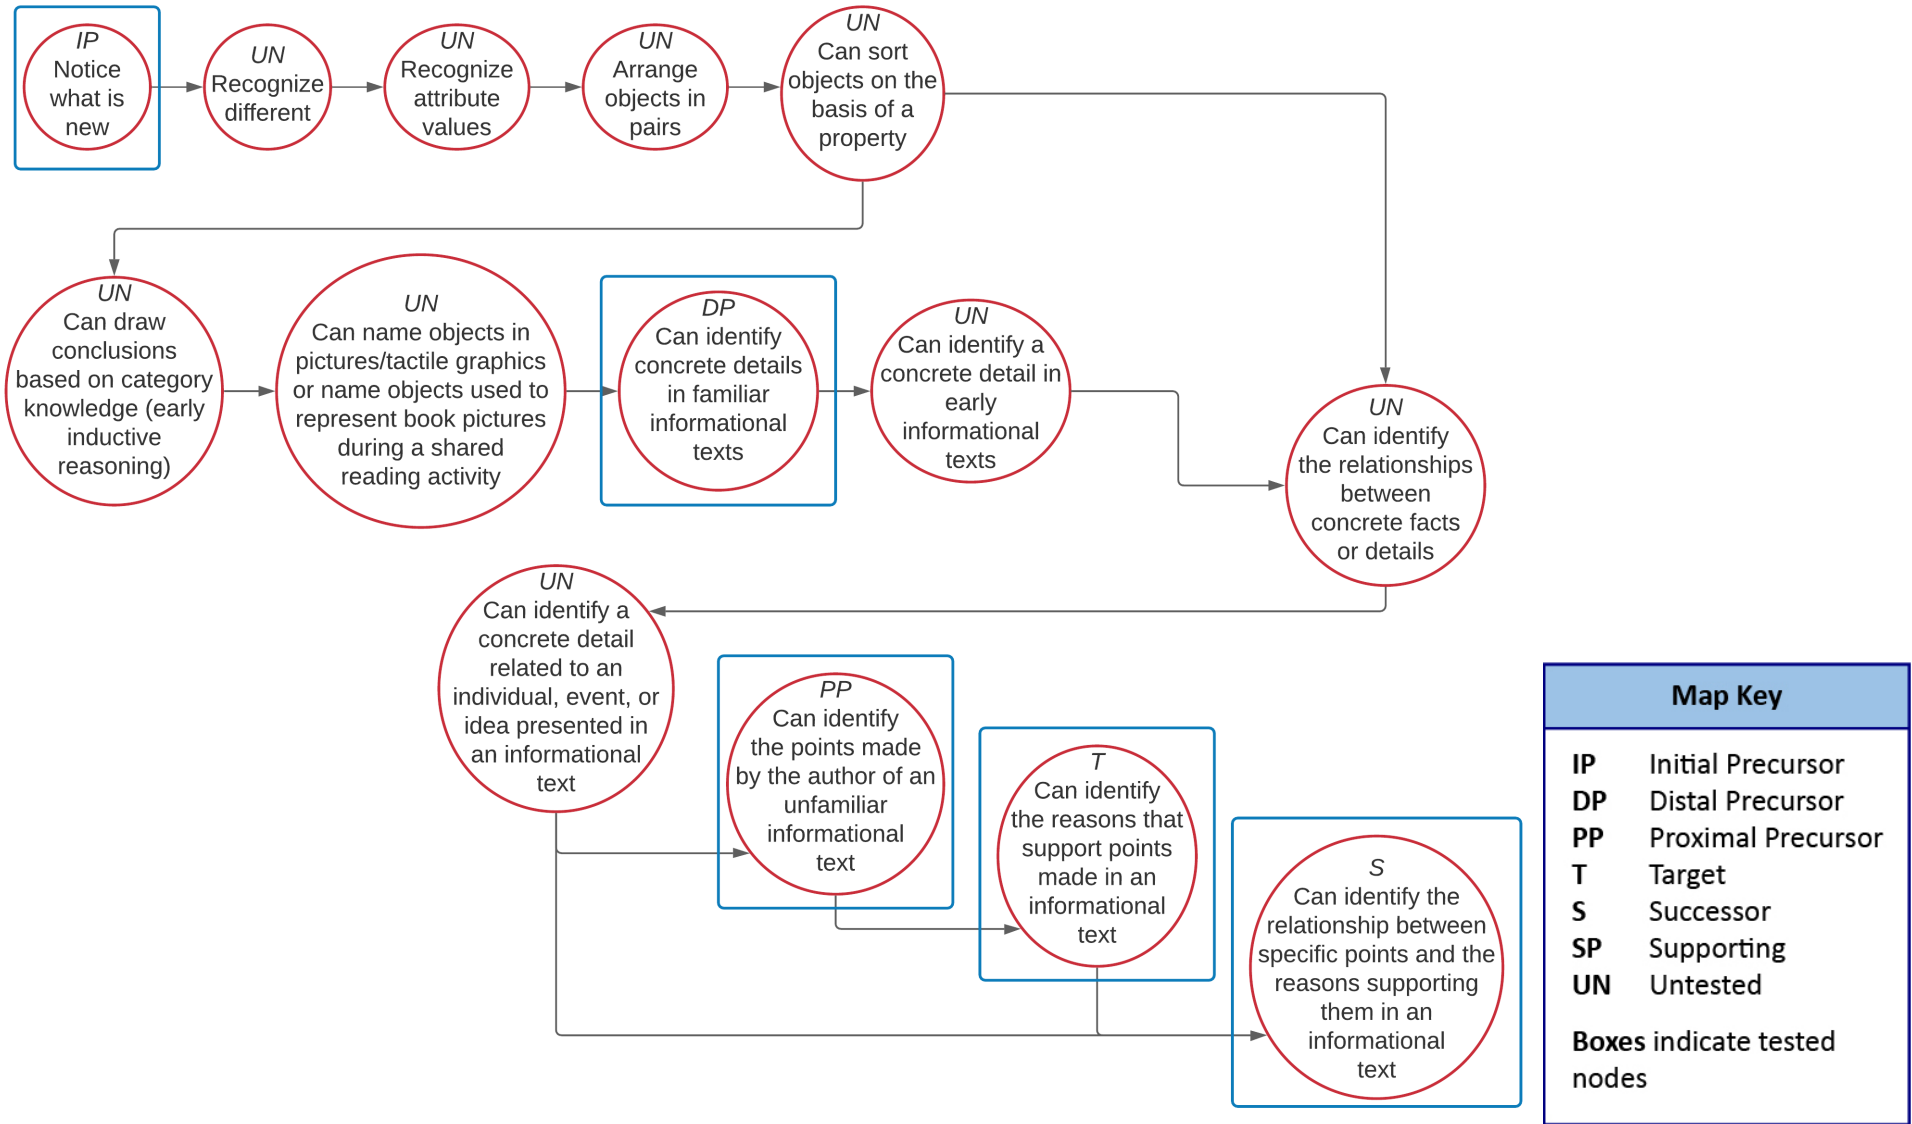 IP
Notice
what is
new
UN
Recognize
different
UN
Recognize
attribute
values
UN
Arrange
objects in
pairs
UN
Can sort
objects on the
basis of a
property
UN
Can draw
conclusions
based on category
knowledge (early
inductive
reasoning)
UN
Can name objects in
pictures/tactile graphics
or name objects used to
represent book pictures
during a shared
reading activity
DP
Can identify
concrete details
in familiar
informational
texts
UN
Can identify a
concrete detail in
early
informational
texts
UN
Can identify
the relationships
between
concrete facts
or details
UN
Can identify a
concrete detail
related to an
individual, event, or
idea presented in
an informational
text
PP
Can identify
the points made
by the author of an
unfamiliar
informational
text
T
Can identify
the reasons that
support points
made in an
informational
text
S
Can identify the
relationship between
specific points and the
reasons supporting
them in an
informational
text
Map Key
IP Initial Precursor
DP Distal Precursor
PP Proximal Precursor
T Target
S Successor
SP Supporting
UN Untested
Boxes indicate tested
nodes